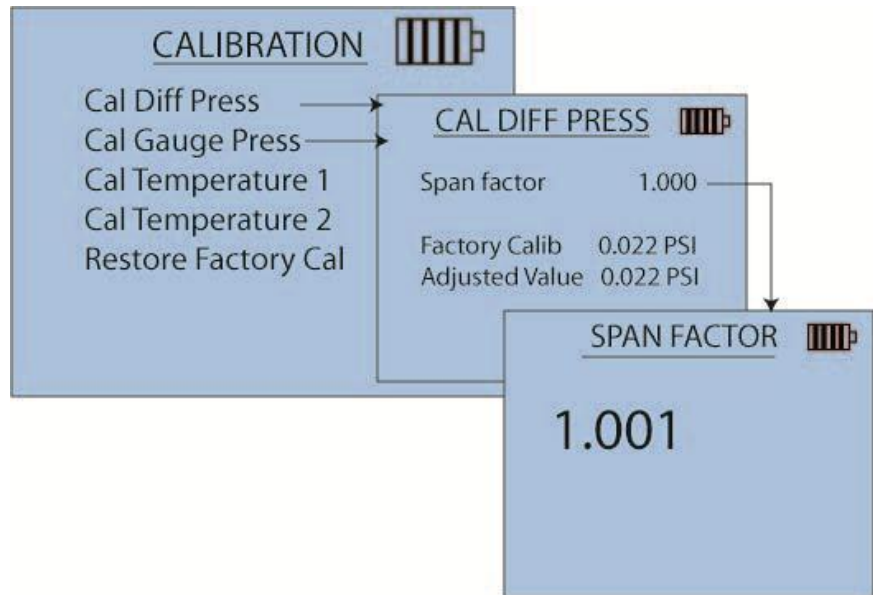 CALIBRATION
Cal Diff Press
Cal Gauge Press
Cal Temperature 1
Cal Temperature 2
Restore Factory Cal
CAL DIFF PRESS
Span factor 1.000
Factory Calib 0.022 PSI
Adjusted Value 0.022 PSI
SPAN FACTOR
1.001